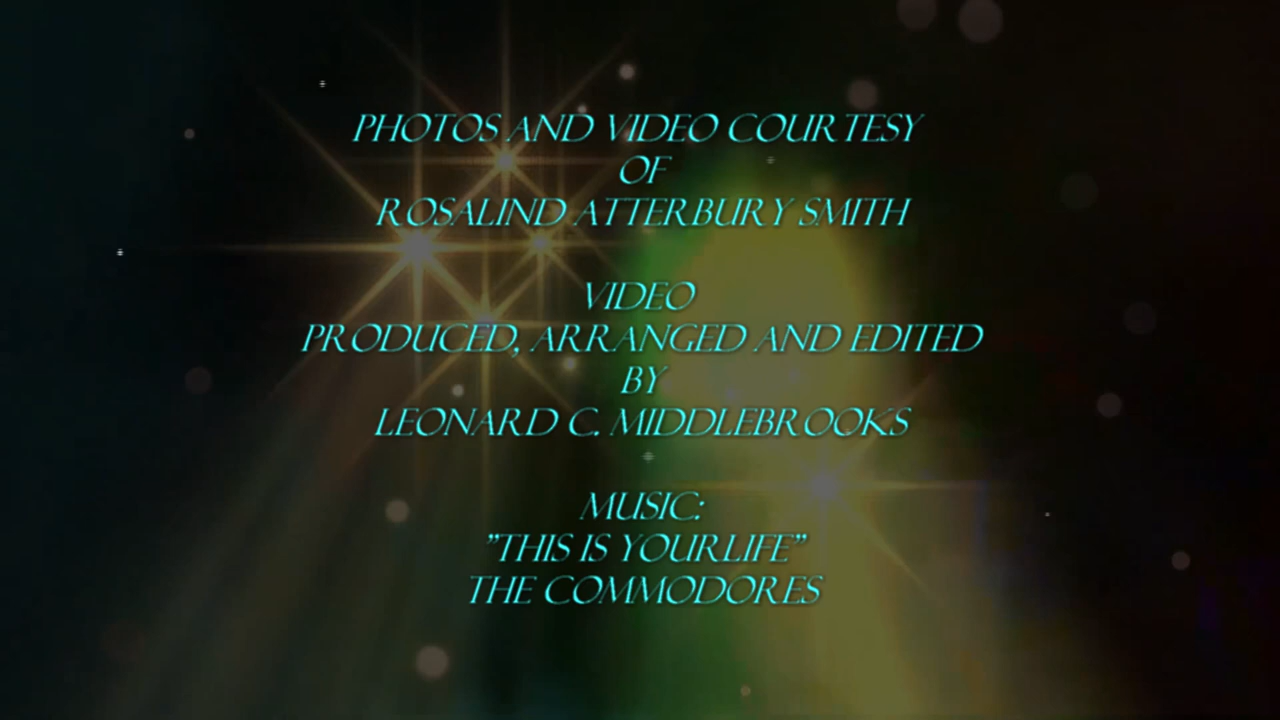 PHOTOS AND VIDEO COURTESY
OF
ROSALIND ATTERBURY SMITH
VIDEO
PRODUCED, ARRANGED AND EDITED
BY
LEONARD C. MIDDLEBROOKS
MUSIC:
"THIS IS YOURLIFE"
THE COMMODORES